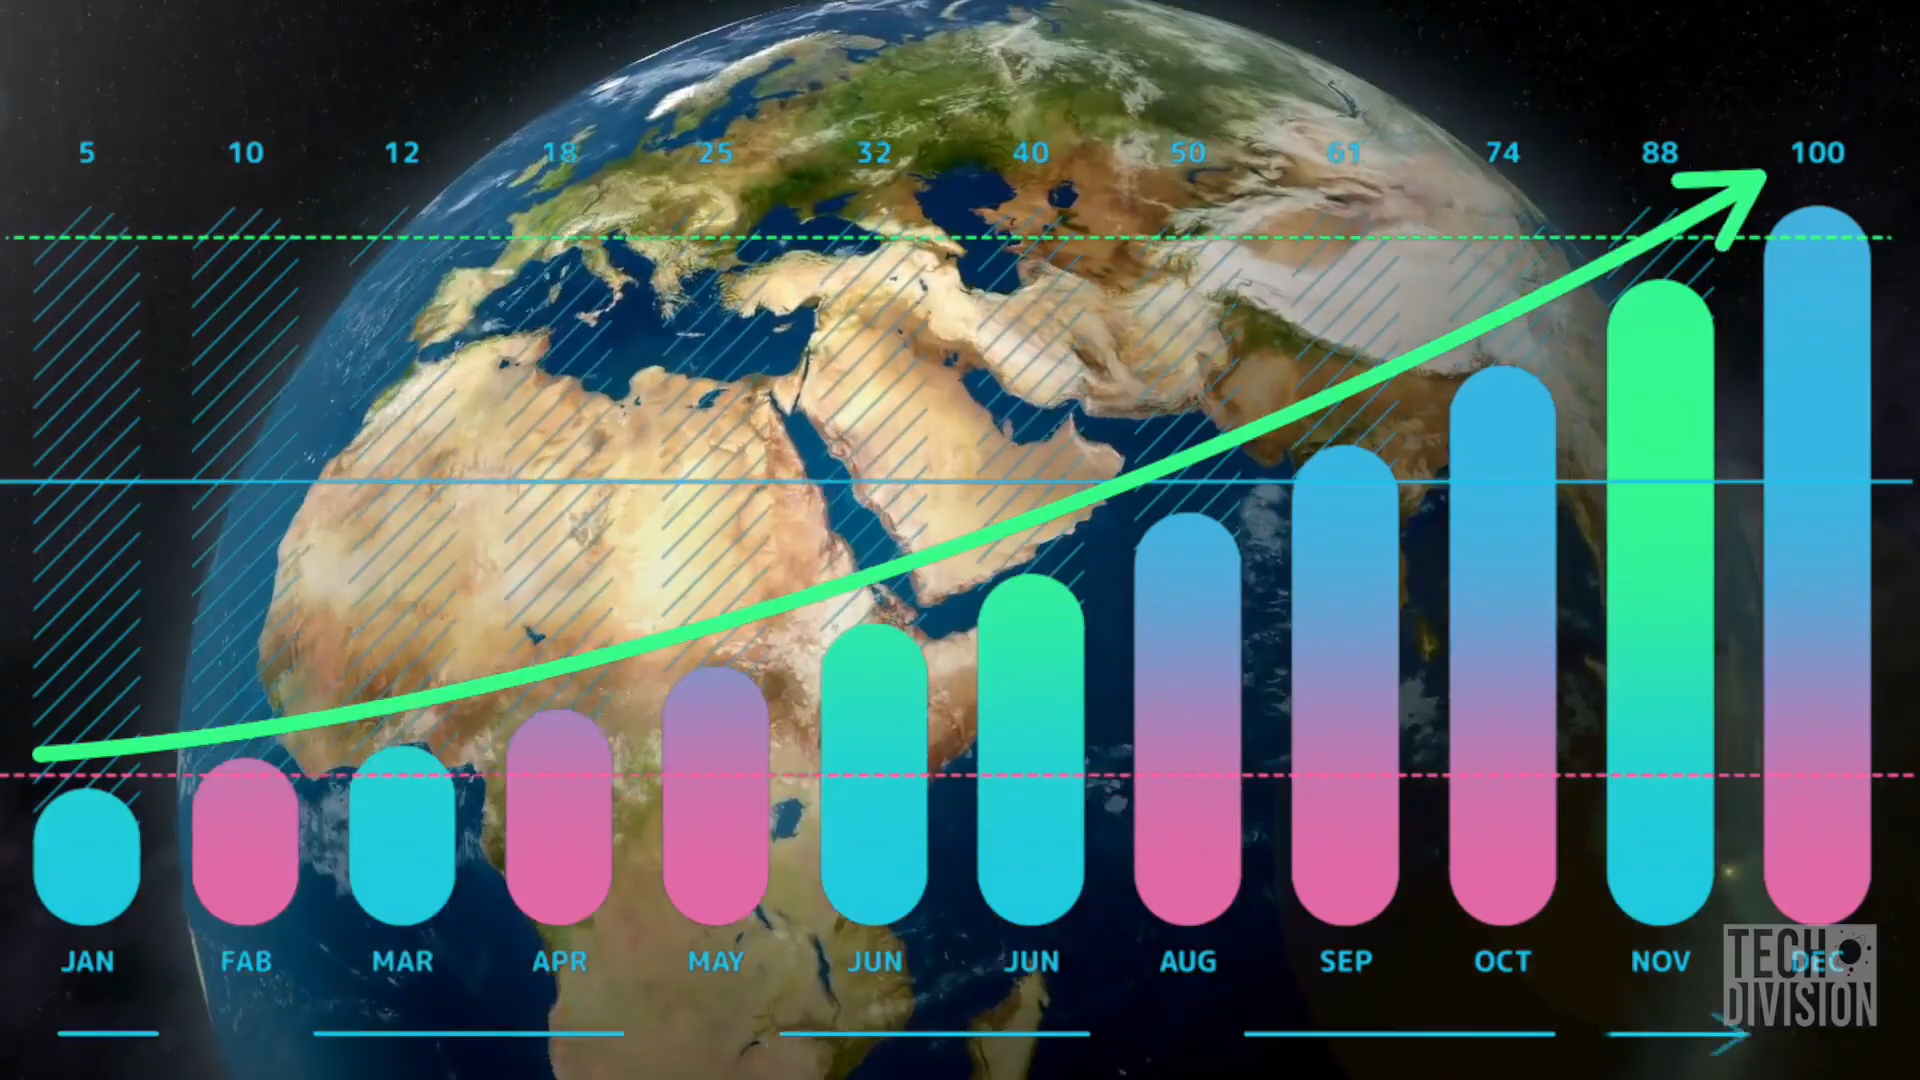 5 10 12 18 25 32 40 50 61 74 88 100
JAN FAB MAR APR MAY JUN JUN AUG SEP OCT NOV DEC
TECH
DIVISION